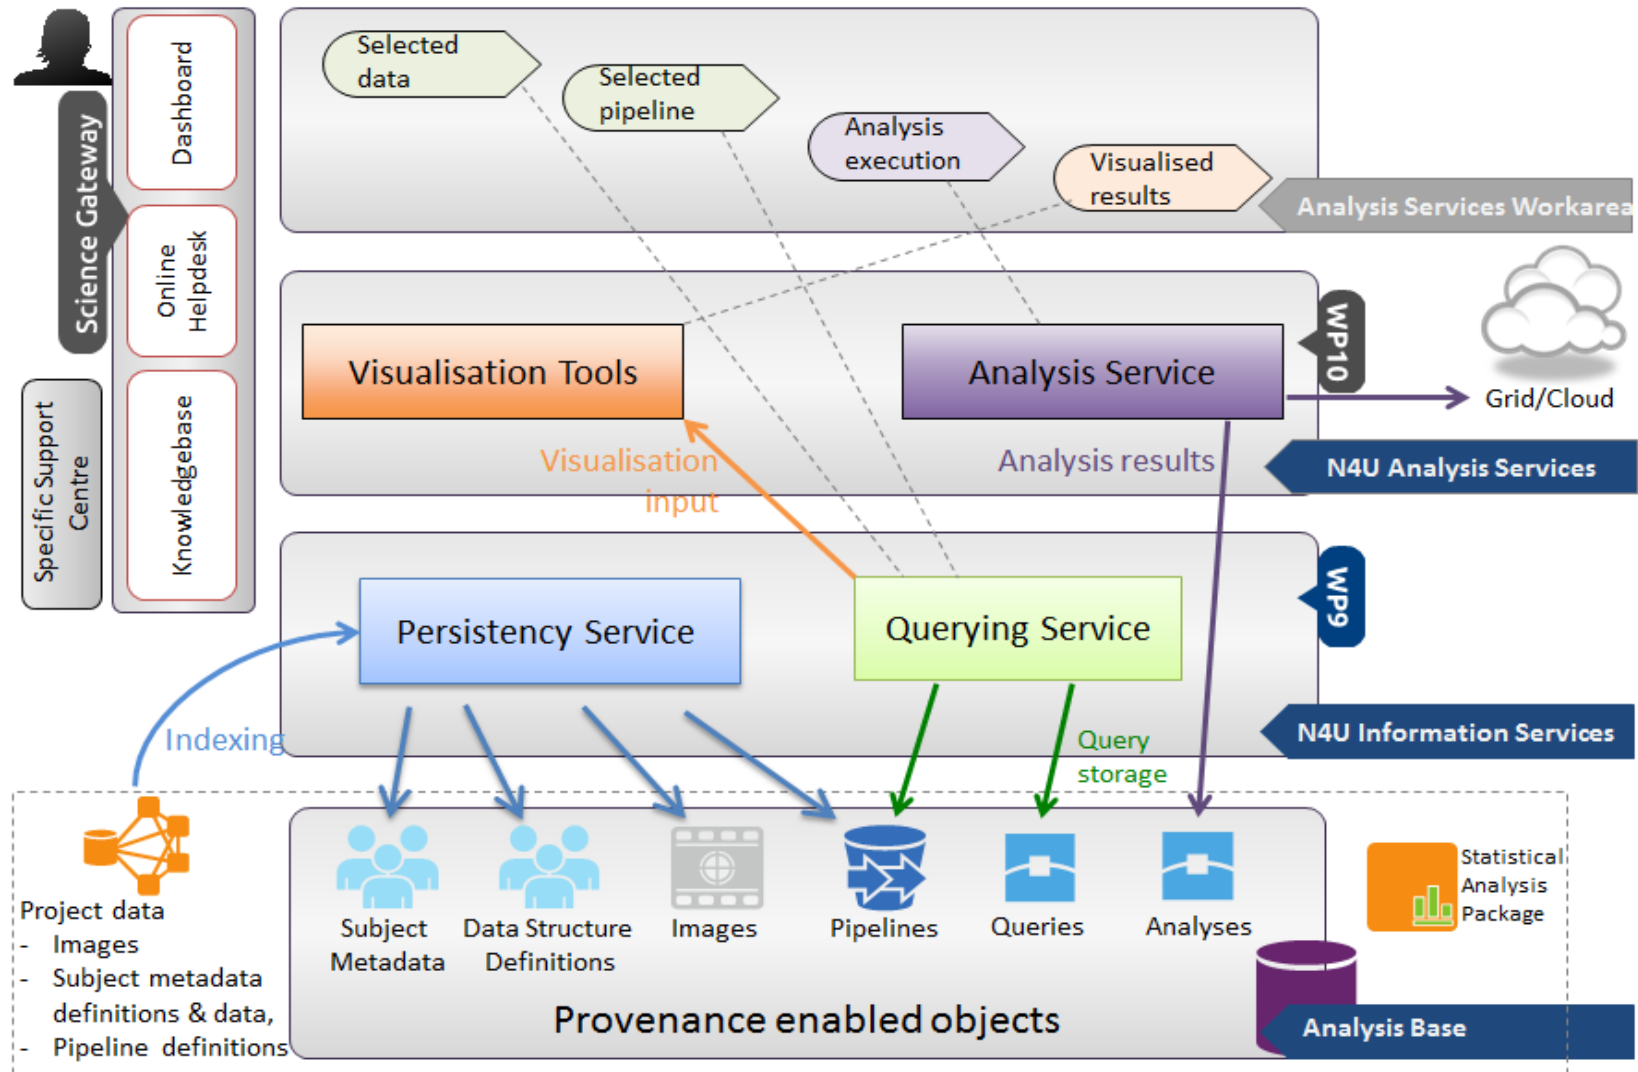 Dashboard
Online
Helpdesk
Knowledgebase
Science Gateway
Specific Support
Centre
Selected
data
Selected
pipeline
Analysis
execution
Visualised
results
Analysis Services Workarea
Visualisation Tools
Analysis Service
WP10
Grid/Cloud
Visualisation
input
Analysis results
N4U Analysis Services
Persistency Service
Querying Service
WP9
Indexing
Query
storage
N4U Information Services
Project data
- Images
- Subject metadata
definitions & data,
- Pipeline definitions
Subject
Metadata
Data Structure
Definitions
Images
Pipelines
Queries
Analyses
Statistical
Analysis
Package
Provenance enabled objects
Analysis Base